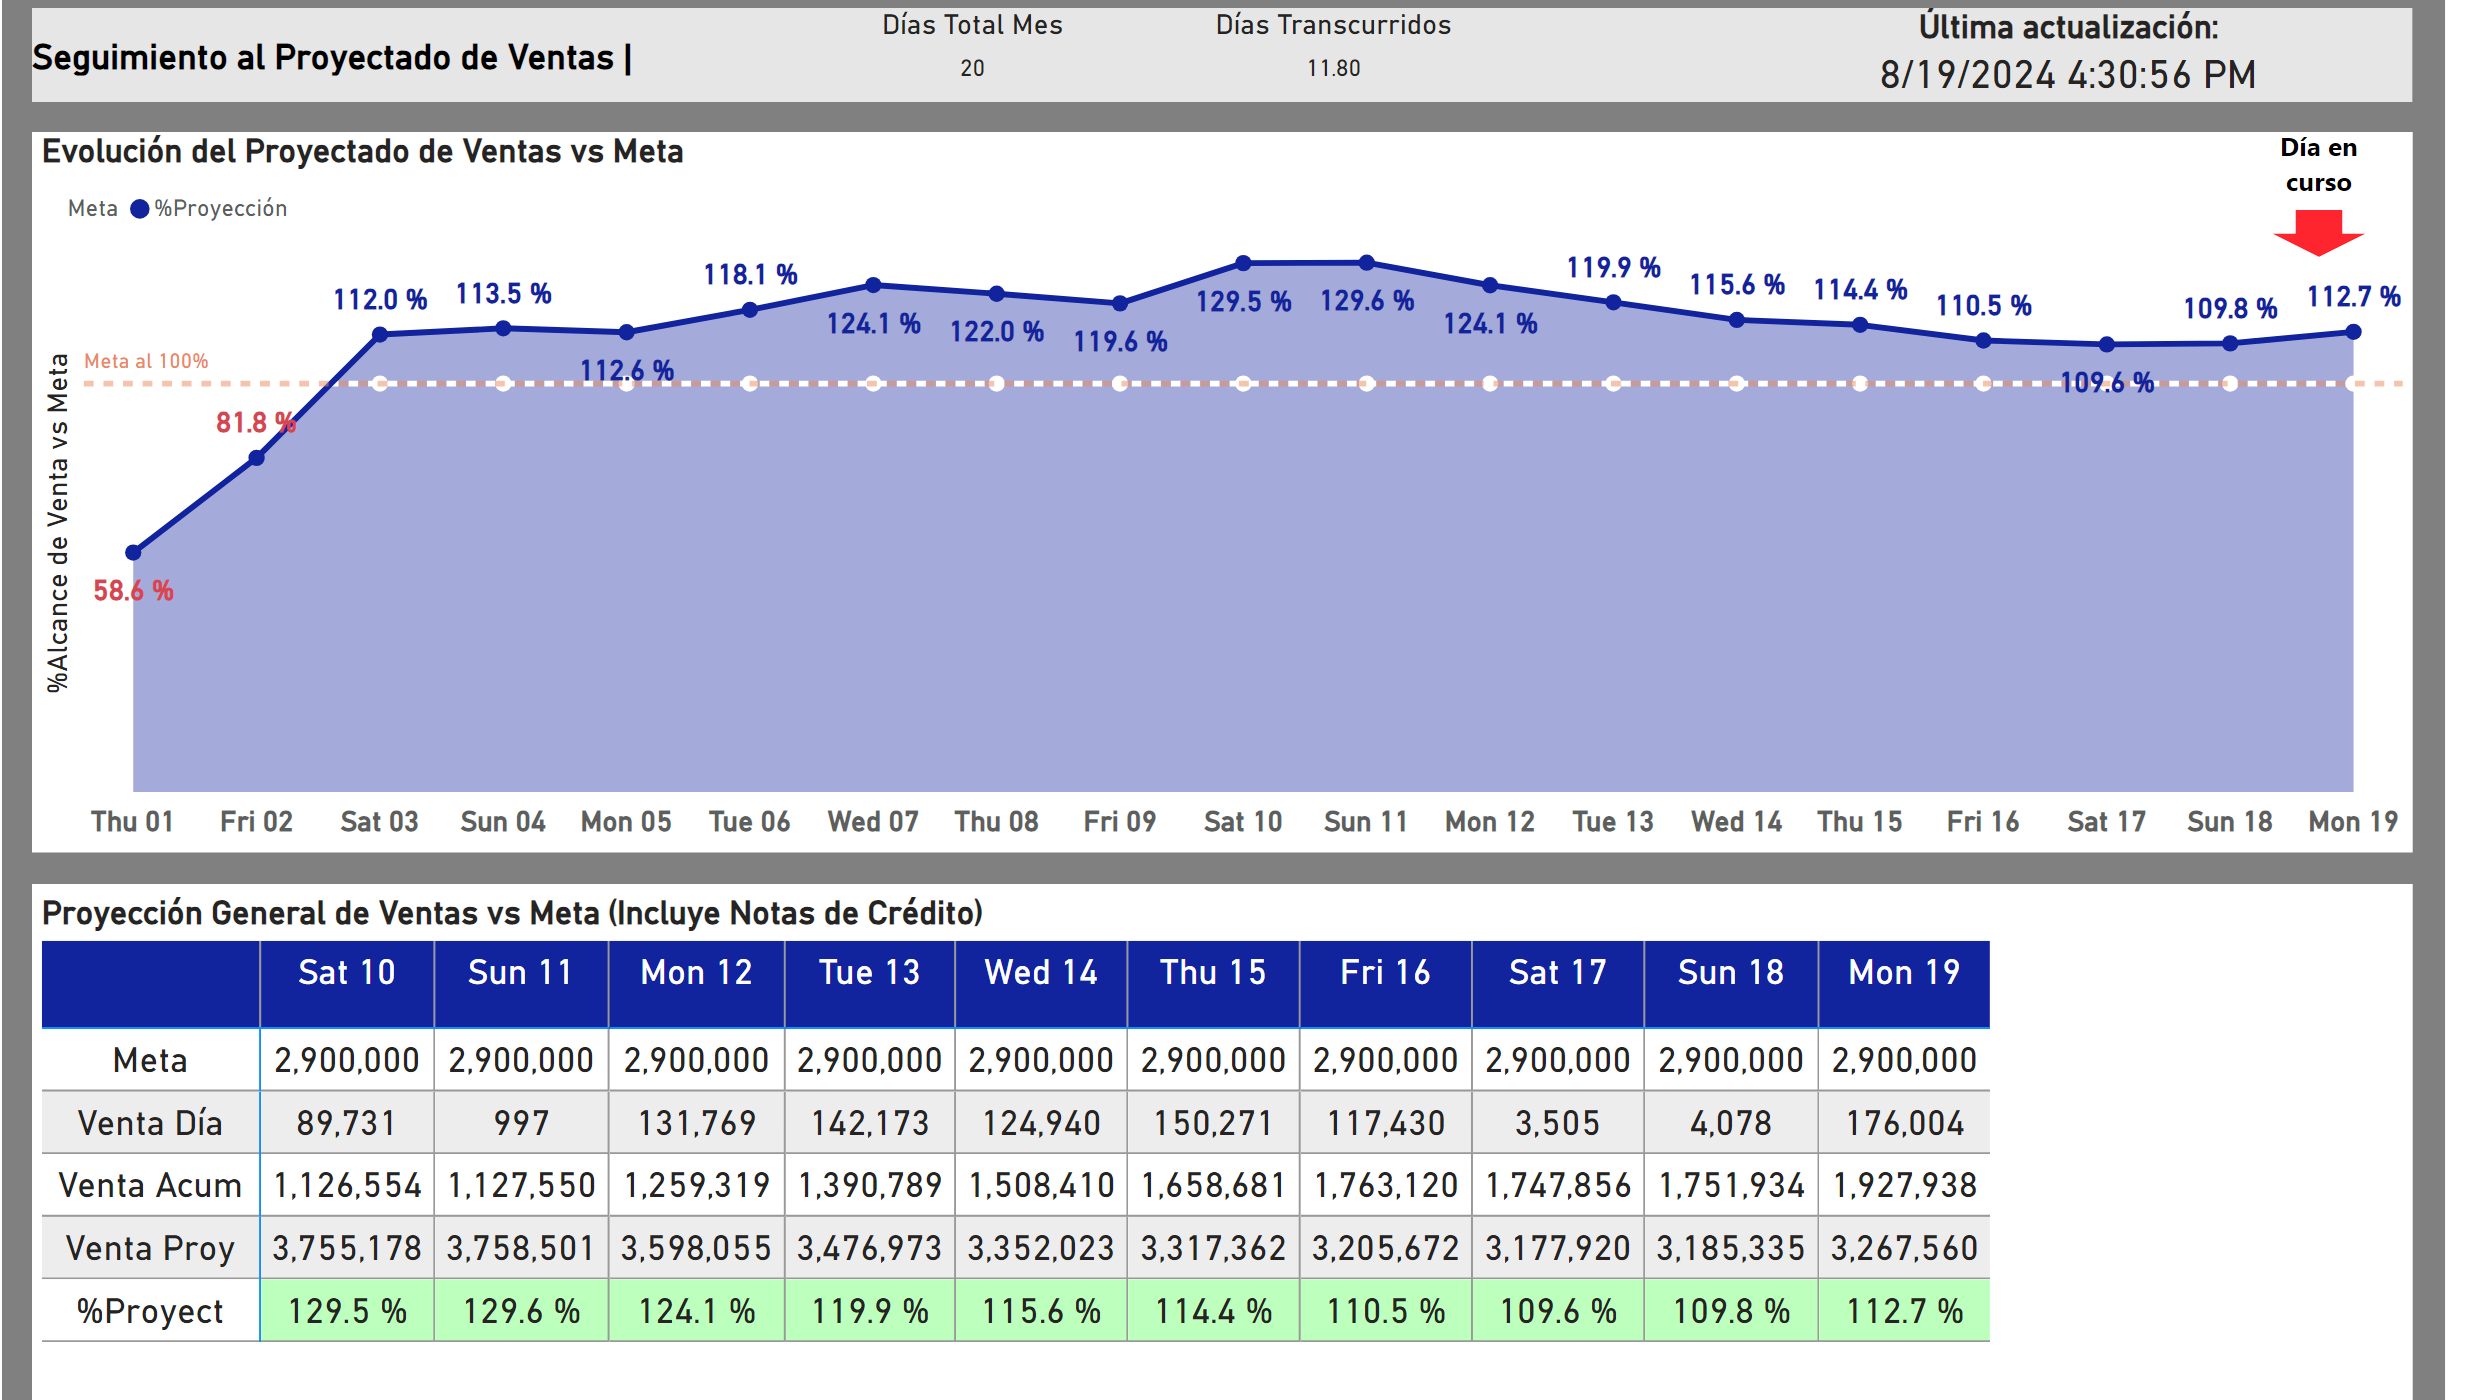 Seguimiento al Proyectado de Ventas |
Días Total Mes
20
Días Transcurridos
11.80
Última actualización:
8/19/2024 4:30:56 PM
Evolución del Proyectado de Ventas vs Meta
Día en
curso
Meta %Proyección
%Alcance de Venta vs Meta
Meta al 100%
58.6 %
81.8 %
112.0 %
113.5 %
112.6 %
118.1 %
124.1 %
122.0 %
119.6 %
129.5 %
129.6 %
124.1 %
119.9 %
115.6 %
114.4 %
110.5 %
109.6 %
109.8 %
112.7 %
Thu 01 Fri 02 Sat 03 Sun 04 Mon 05 Tue 06 Wed 07 Thu 08 Fri 09 Sat 10 Sun 11 Mon 12 Tue 13 Wed 14 Thu 15 Fri 16 Sat 17 Sun 18 Mon 19
Proyección General de Ventas vs Meta (Incluye Notas de Crédito)
Sat 10 Sun 11 Mon 12 Tue 13 Wed 14 Thu 15 Fri 16 Sat 17 Sun 18 Mon 19
Meta 2,900,000 2,900,000 2,900,000 2,900,000 2,900,000 2,900,000 2,900,000 2,900,000 2,900,000 2,900,000
Venta Día 89,731 997 131,769 142,173 124,940 150,271 117,430 3,505 4,078 176,004
Venta Acum 1,126,554 1,127,550 1,259,319 1,390,789 1,508,410 1,658,681 1,763,120 1,747,856 1,751,934 1,927,938
Venta Proy 3,755,178 3,758,501 3,598,055 3,476,973 3,352,023 3,317,362 3,205,672 3,177,920 3,185,335 3,267,560
%Proyect 129.5 % 129.6 % 124.1 % 119.9 % 115.6 % 114.4 % 110.5 % 109.6 % 109.8 % 112.7 %